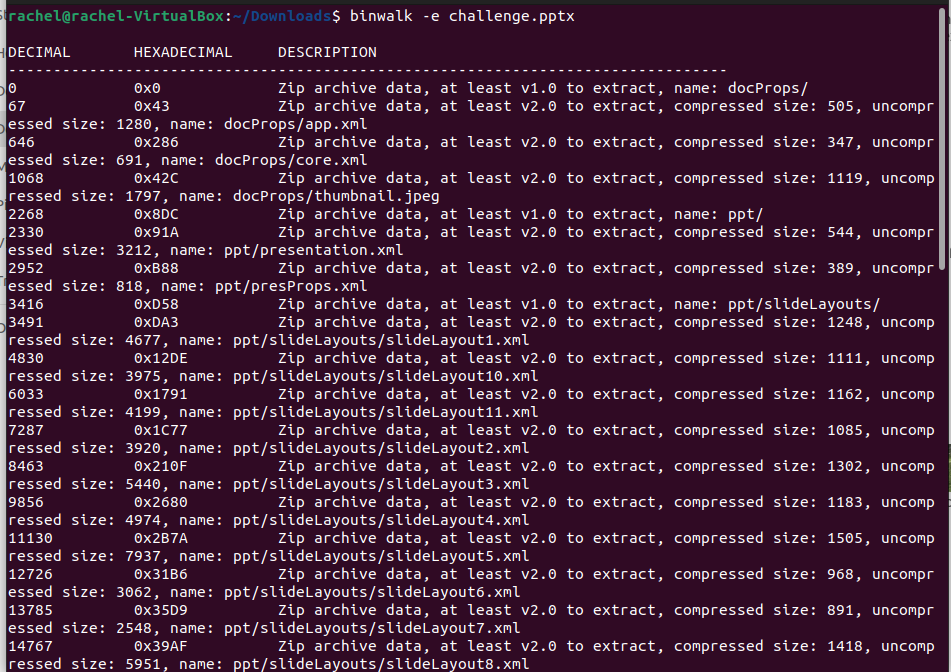 rachel@rachel-VirtualBox:~/Downloads$ binwalk -e challenge.pptx
DECIMAL       HEXADECIMAL     DESCRIPTION
--------------------------------------------------------------------------------
0             0x0             Zip archive data, at least v1.0 to extract, name: docProps/
67            0x43            Zip archive data, at least v2.0 to extract, compressed size: 505, uncompr
essed size: 1280, name: docProps/app.xml
646           0x286           Zip archive data, at least v2.0 to extract, compressed size: 347, uncompr
essed size: 691, name: docProps/core.xml
1068          0x42C           Zip archive data, at least v2.0 to extract, compressed size: 1119, uncomp
ressed size: 1797, name: docProps/thumbnail.jpeg
2268          0x8DC           Zip archive data, at least v1.0 to extract, name: ppt/
2330          0x91A           Zip archive data, at least v2.0 to extract, compressed size: 544, uncompr
essed size: 3212, name: ppt/presentation.xml
2952          0xB88           Zip archive data, at least v2.0 to extract, compressed size: 389, uncompr
essed size: 818, name: ppt/presProps.xml
3416          0xD58           Zip archive data, at least v1.0 to extract, name: ppt/slideLayouts/
3491          0xDA3           Zip archive data, at least v2.0 to extract, compressed size: 1248, uncomp
ressed size: 4677, name: ppt/slideLayouts/slideLayout1.xml
4830          0x12DE          Zip archive data, at least v2.0 to extract, compressed size: 1111, uncomp
ressed size: 3975, name: ppt/slideLayouts/slideLayout10.xml
6033          0x1791          Zip archive data, at least v2.0 to extract, compressed size: 1162, uncomp
ressed size: 4199, name: ppt/slideLayouts/slideLayout11.xml
7287          0x1C77          Zip archive data, at least v2.0 to extract, compressed size: 1085, uncomp
ressed size: 3920, name: ppt/slideLayouts/slideLayout2.xml
8463          0x210F          Zip archive data, at least v2.0 to extract, compressed size: 1302, uncomp
ressed size: 5440, name: ppt/slideLayouts/slideLayout3.xml
9856          0x2680          Zip archive data, at least v2.0 to extract, compressed size: 1183, uncomp
ressed size: 4974, name: ppt/slideLayouts/slideLayout4.xml
11130         0x2B7A          Zip archive data, at least v2.0 to extract, compressed size: 1505, uncomp
ressed size: 7937, name: ppt/slideLayouts/slideLayout5.xml
12726         0x31B6          Zip archive data, at least v2.0 to extract, compressed size: 968, uncompr
essed size: 3062, name: ppt/slideLayouts/slideLayout6.xml
13785         0x35D9          Zip archive data, at least v2.0 to extract, compressed size: 891, uncompr
essed size: 2548, name: ppt/slideLayouts/slideLayout7.xml
14767         0x39AF          Zip archive data, at least v2.0 to extract, compressed size: 1418, uncomp
ressed size: 5951, name: ppt/slideLayouts/slideLayout8.xml